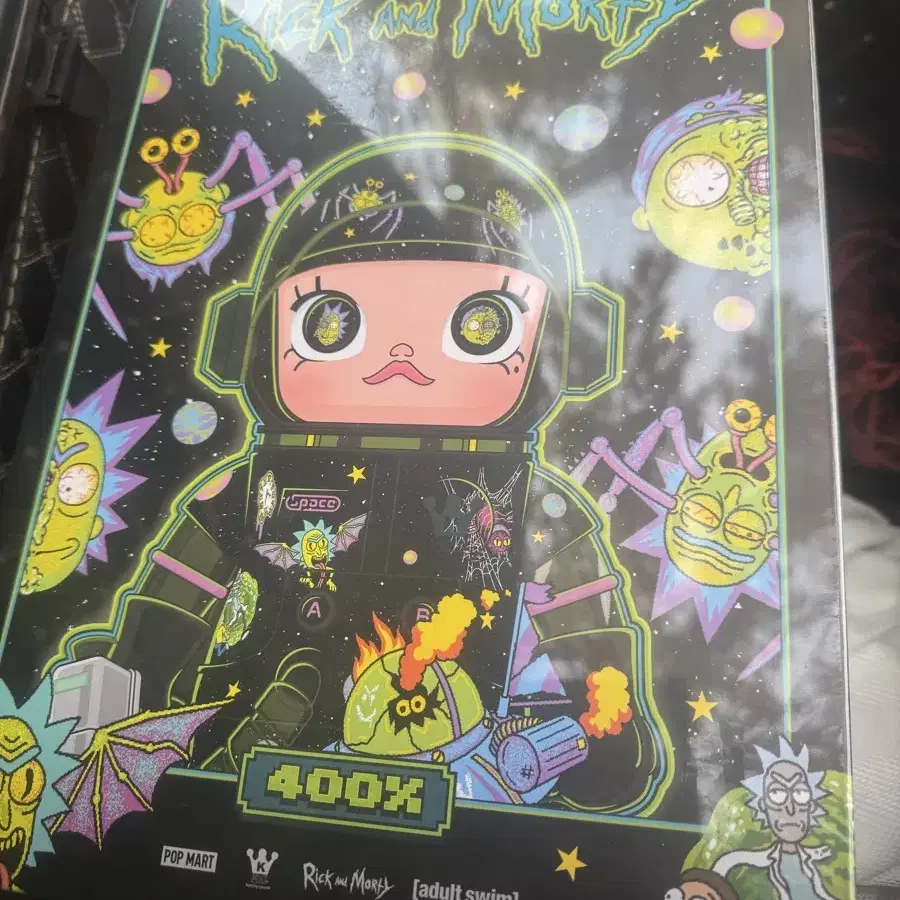 Rick and Morty
Space
A
B
400%
POP MART
K
Rick and Morty
[adult swim]